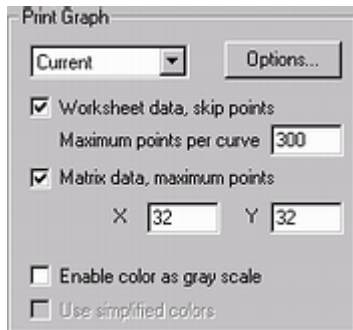 Print Graph
Current Options...
Worksheet data, skip points
Maximum points per curve 300
Matrix data, maximum points
X 32 Y 32
Enable color as gray scale
Use simplified colors